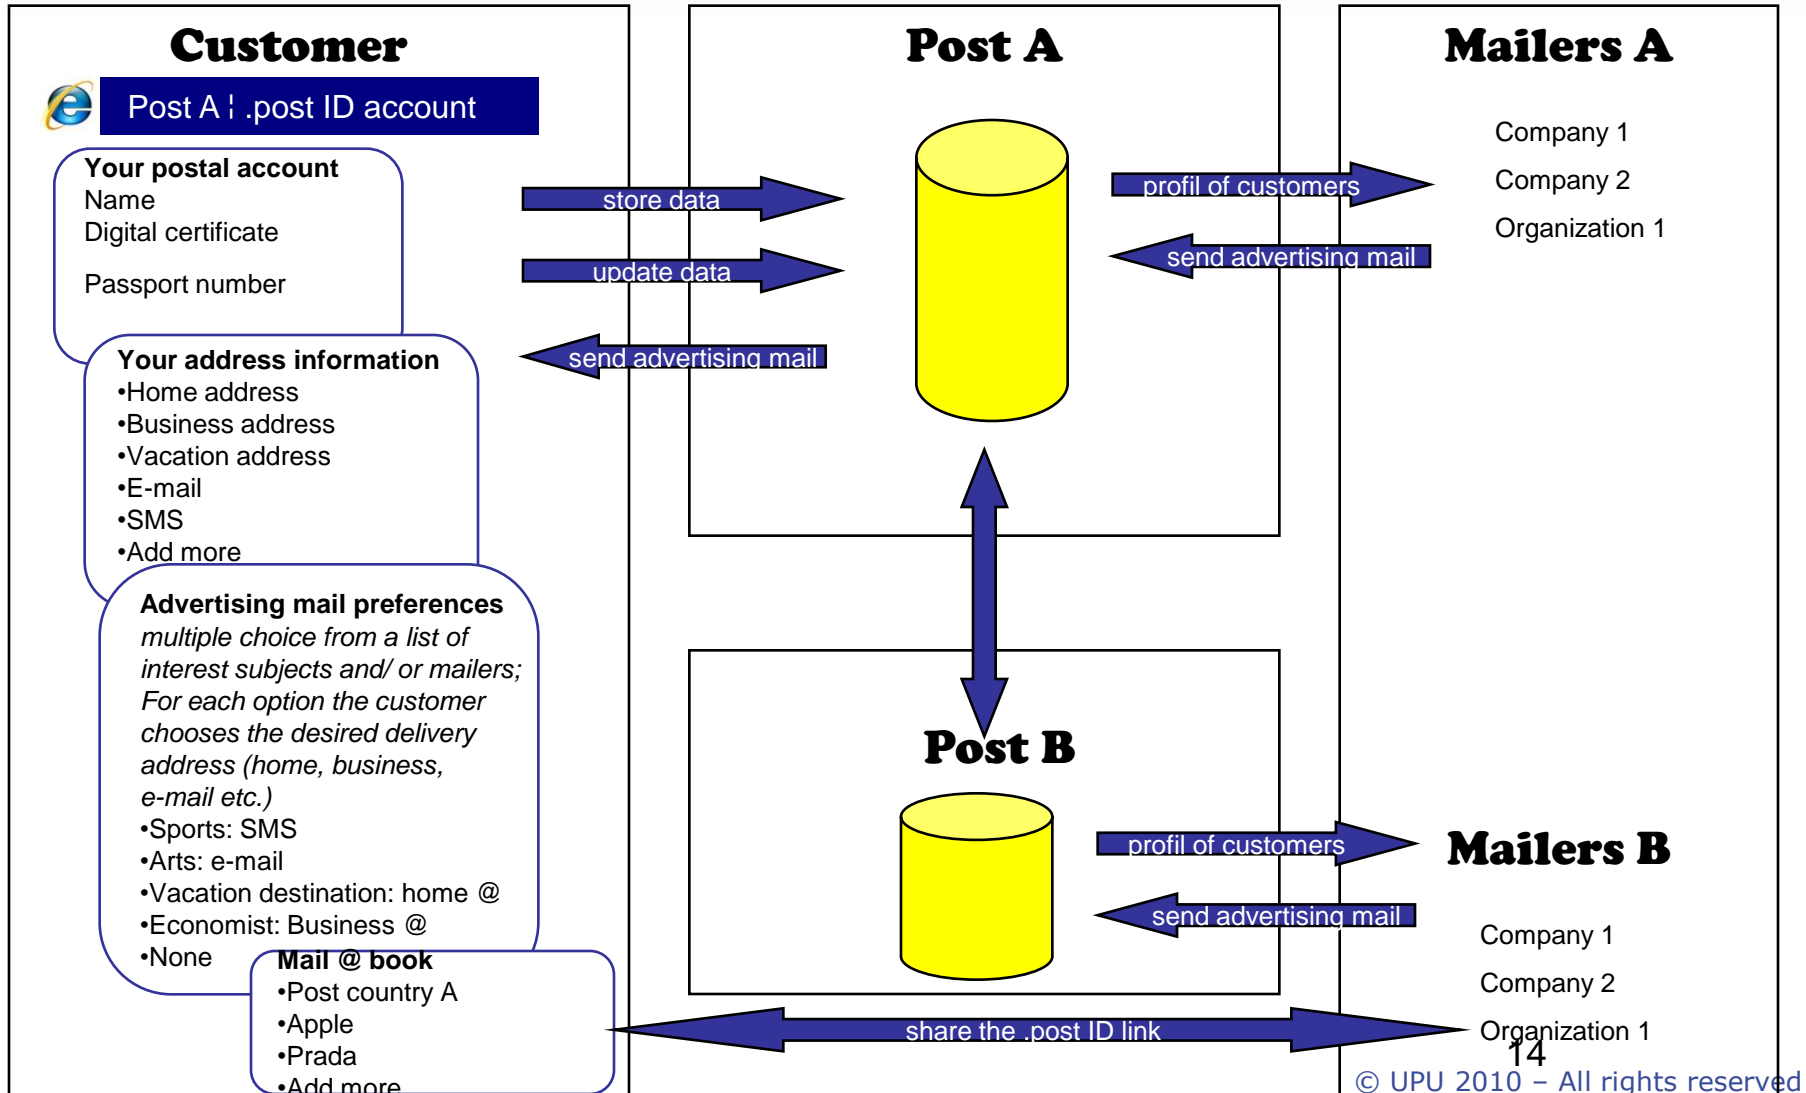 Customer
Post A ¦ .post ID account
Your postal account
Name
Digital certificate
Passport number
Your address information
•Home address
•Business address
•Vacation address
•E-mail
•SMS
•Add more
Advertising mail preferences
multiple choice from a list of
interest subjects and/ or mailers;
For each option the customer
chooses the desired delivery
address (home, business,
e-mail etc.)
•Sports: SMS
•Arts: e-mail
•Vacation destination: home @
•Economist: Business @
•None
Mail @ book
•Post country A
•Apple
•Prada
•Add more
store data
update data
send advertising mail
Post A
profil of customers
send advertising mail
Mailers A
Company 1
Company 2
Organization 1
Post B
profil of customers
send advertising mail
Mailers B
Company 1
Company 2
Organization 1
share the .post ID link
14
© UPU 2010 – All rights reserved